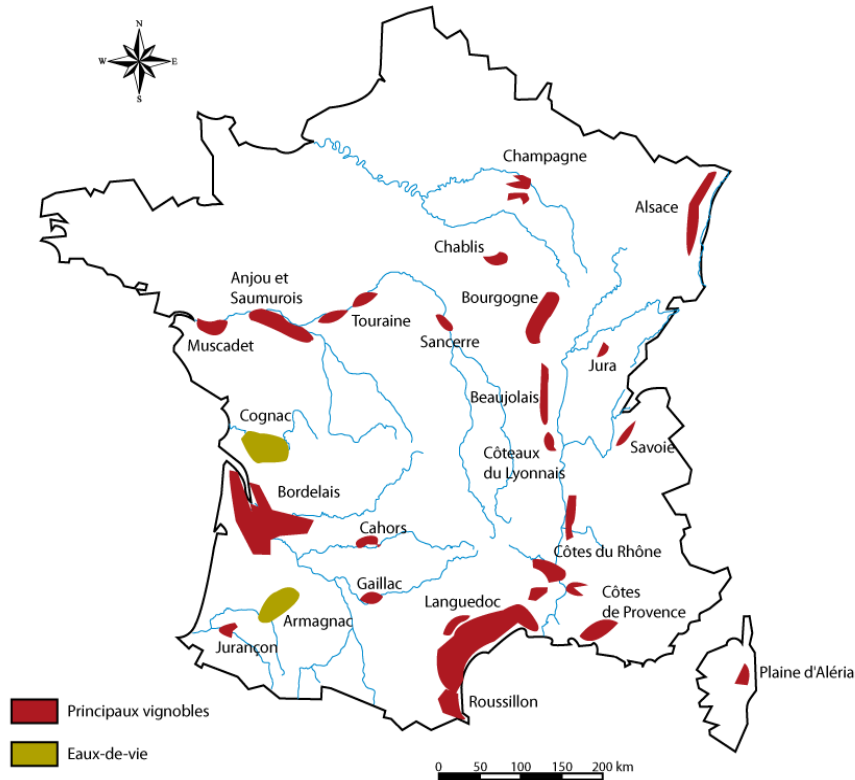 N
W
E
S
Champagne
Alsace
Chablis
Anjou et
Saumurois
Bourgogne
Touraine
Sancerre
Muscadet
Jura
Beaujolais
Cognac
Côteaux
du Lyonnais
Savoie
Bordelais
Cahors
Côtes du Rhône
Gaillac
Languedoc
Côtes
de Provence
Armagnac
Jurançon
Plaine d'Aléria
Roussillon
Principaux vignobles
Eaux-de-vie
0 50 100 150 200 km